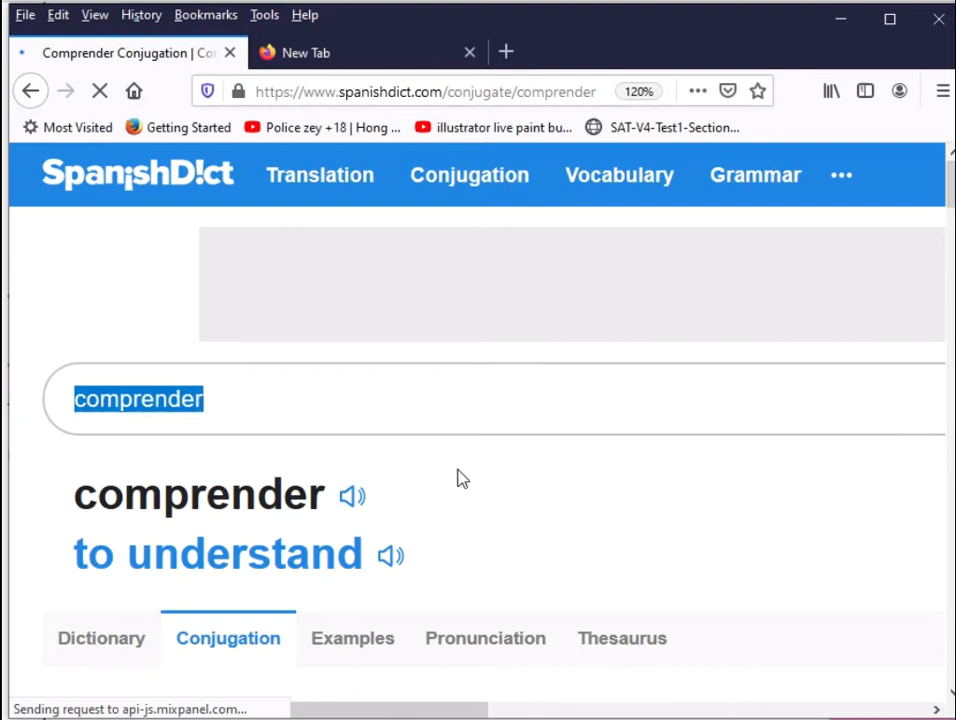 File Edit View History Bookmarks Tools Help
Comprender Conjugation | Co
New Tab
https://www.spanishdict.com/conjugate/comprender 120%
Most Visited Getting Started Police zey +18 | Hong ... illustrator live paint bu... SAT-V4-Test1-Section...
SpanishD!ct Translation Conjugation Vocabulary Grammar •••
comprender
comprender
to understand
Dictionary Conjugation Examples Pronunciation Thesaurus
Sending request to api-js.mixpanel.com...